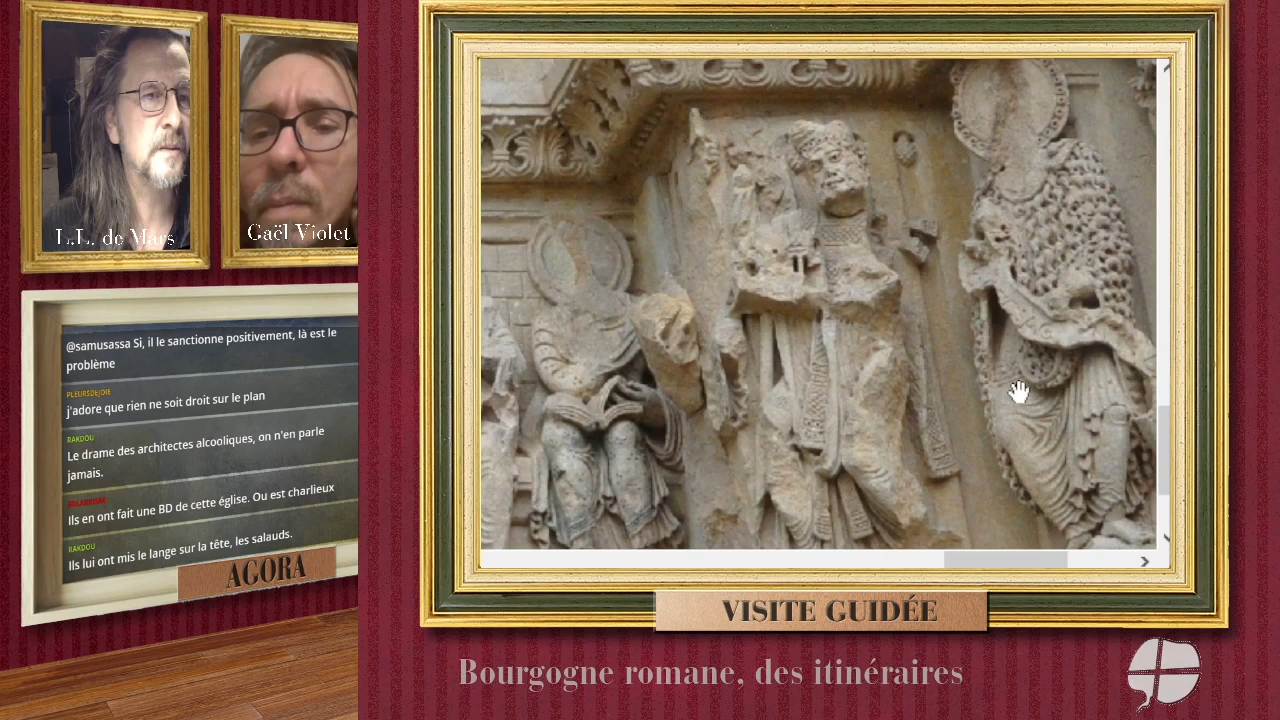 L.L. de Mars
Gaël Violet
@samusassa Si, il le sanctionne positivement, là est le
problème
PLEURSDEJOIE
j'adore que rien ne soit droit sur le plan
RAKDOU
Le drame des architectes alcooliques, on n'en parle
jamais.
Ils en ont fait une BD de cette église. Ou est charlieux
RAKDOU
Ils lui ont mis le lange sur la tête, les salauds.
AGORA
VISITE GUIDÉE
Bourgogne romane, des itinéraires